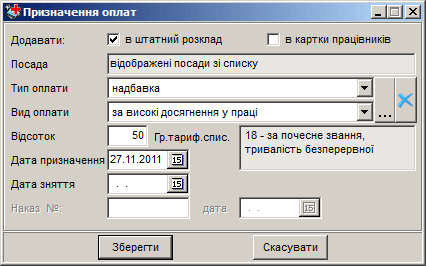 Призначення оплат
Додавати: в штатний розклад в картки працівників
Посада відображені посади зі списку
Тип оплати надбавка
Вид оплати за високі досягнення у праці ...
Відсоток 50 Гр.тариф.спис. 18 - за почесне звання,
тривалість безперервної
Дата призначення 27.11.2011 15
Дата зняття . . 15
Наказ №: дата . . 15
Зберегти Скасувати